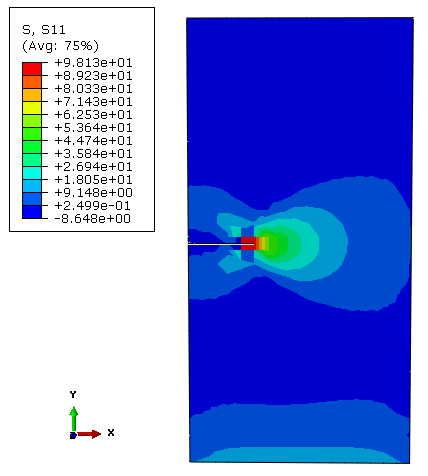 S, S11
(Avg: 75%)
+9.813e+01
+8.923e+01
+8.033e+01
+7.143e+01
+6.253e+01
+5.364e+01
+4.474e+01
+3.584e+01
+2.694e+01
+1.805e+01
+9.148e+00
+2.499e-01
-8.648e+00
Y
X